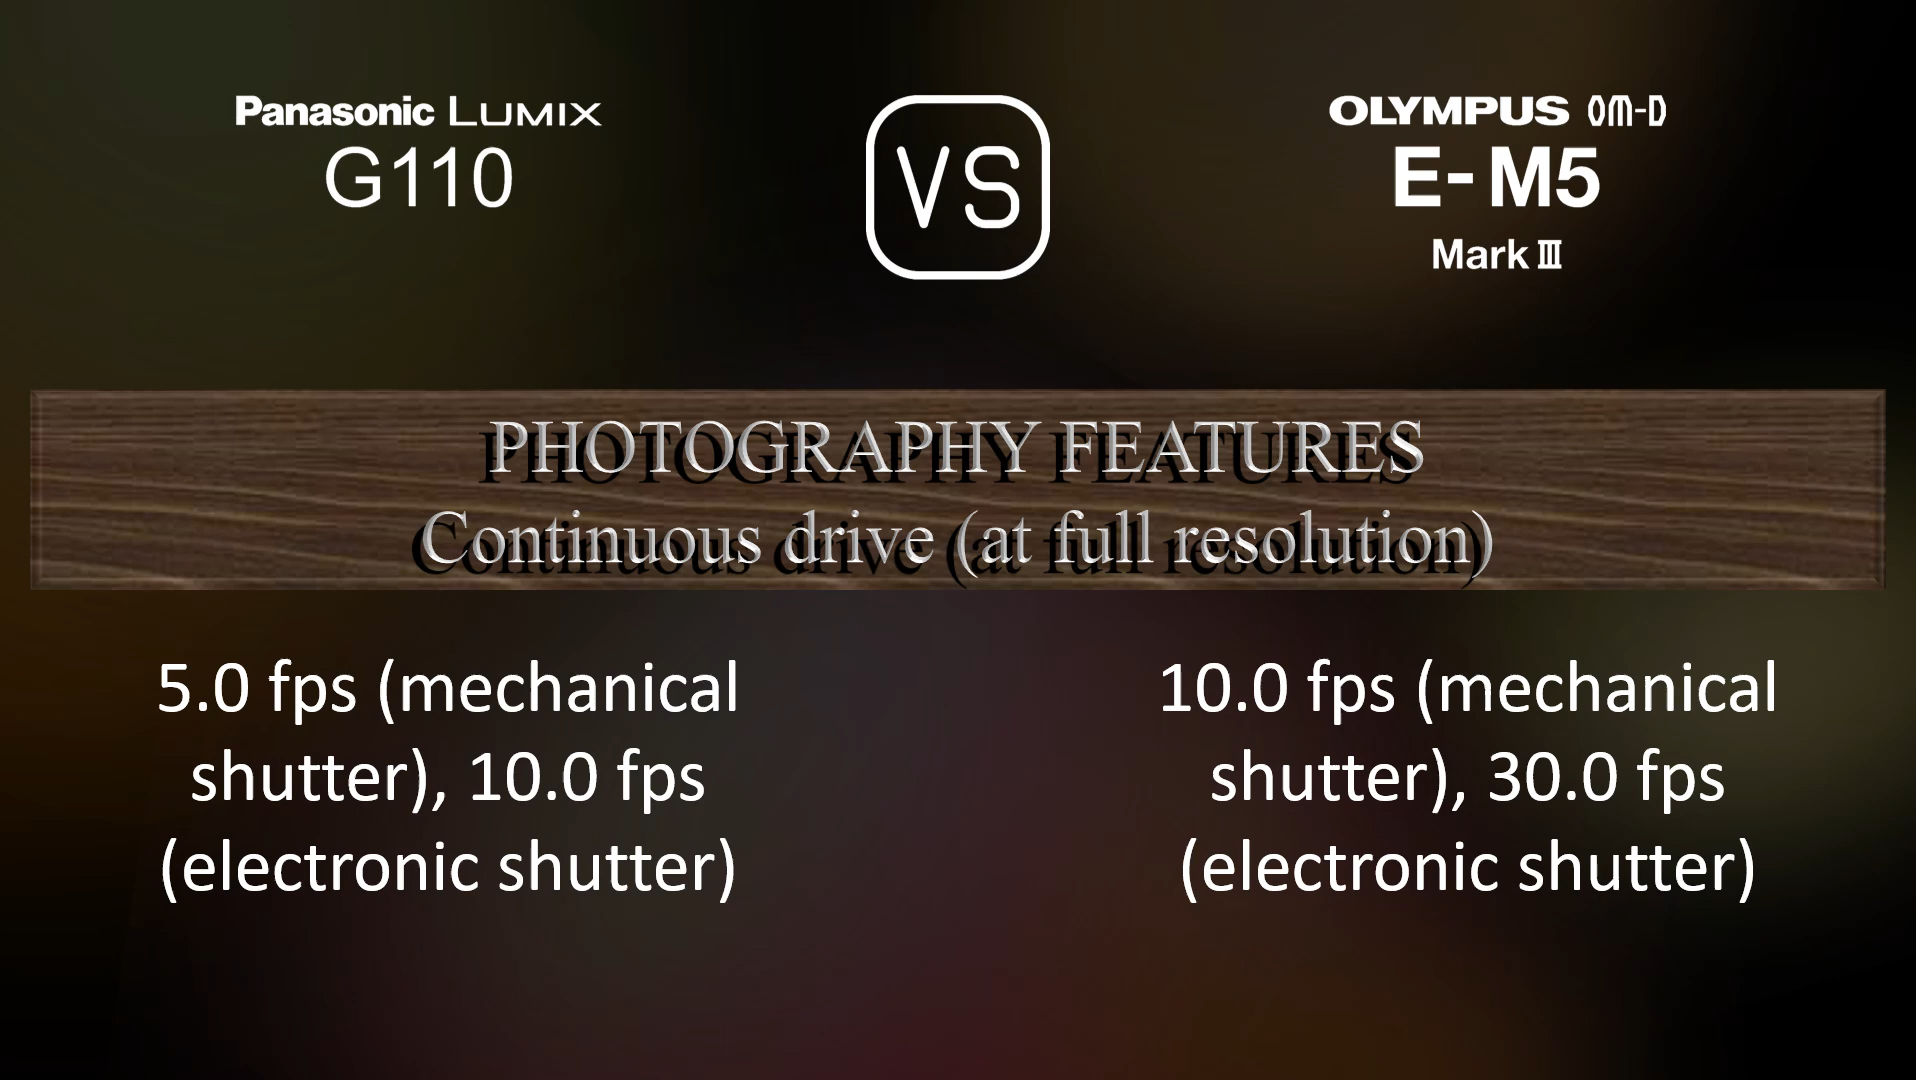 Panasonic LUMIX
G110
VS
OLYMPUS OM-D
E-M5
Mark III
PHOTOGRAPHY FEATURES
Continuous drive (at full resolution)
5.0 fps (mechanical
shutter), 10.0 fps
(electronic shutter)
10.0 fps (mechanical
shutter), 30.0 fps
(electronic shutter)